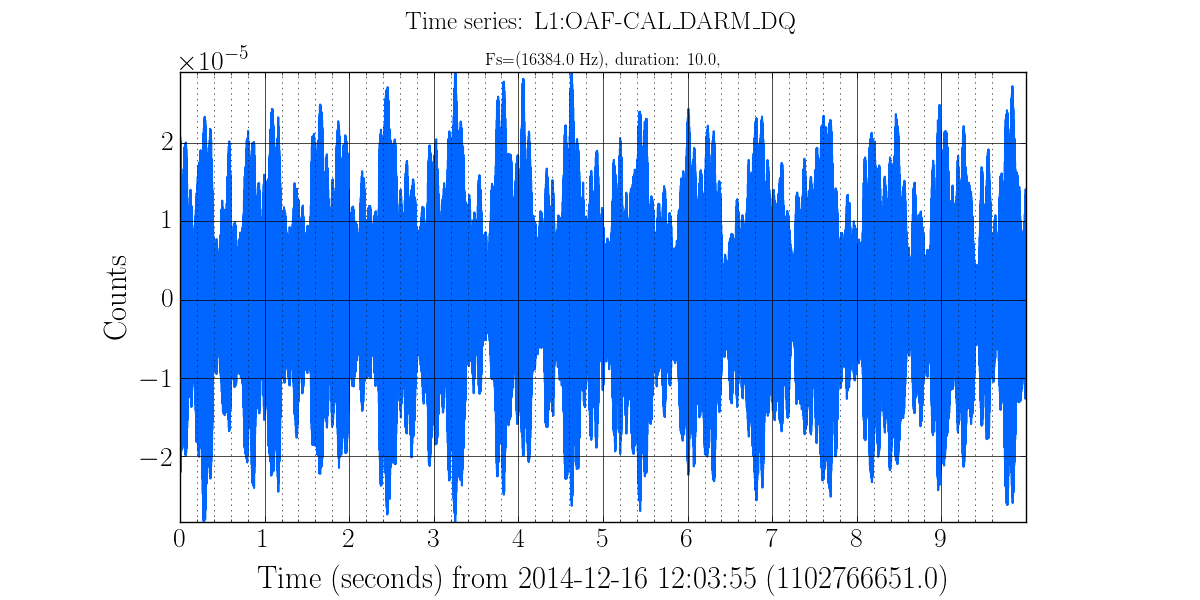 Time series: L1:OAF-CAL_DARM_DQ
×10⁻⁵
Fs=(16384.0 Hz), duration: 10.0,
2
1
0
−1
−2
Counts
0 1 2 3 4 5 6 7 8 9
Time (seconds) from 2014-12-16 12:03:55 (1102766651.0)